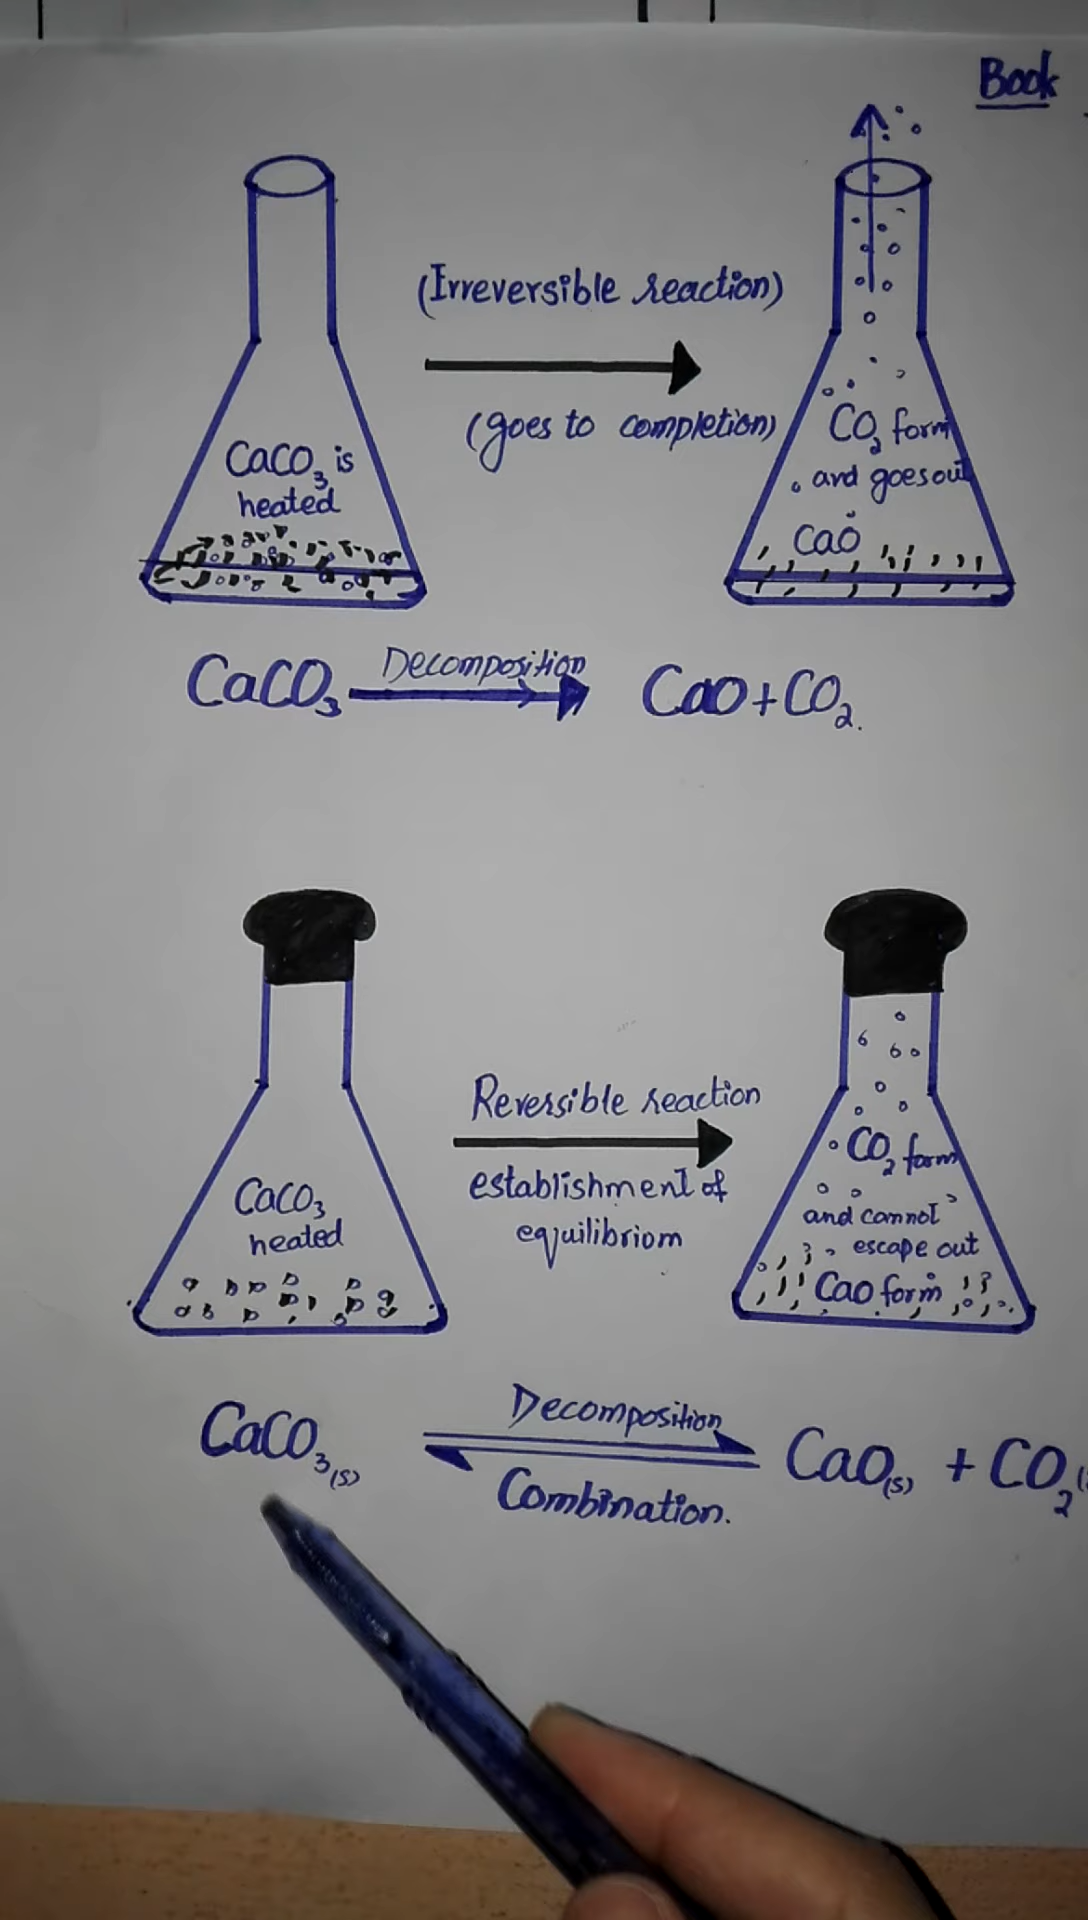 Book
(Irreversible reaction)
(goes to completion)
CaCO₃ is
heated
CO₂ form
and goes out
CaO
CaCO₃ Decomposition CaO + CO₂.
Reversible reaction
establishment of
equilibriom
CaCO₃
heated
CO₂ form
and cannot
escape out
CaO form
Decomposition
CaCO₃(s) ⇌ CaO(s) + CO₂(
Combination.